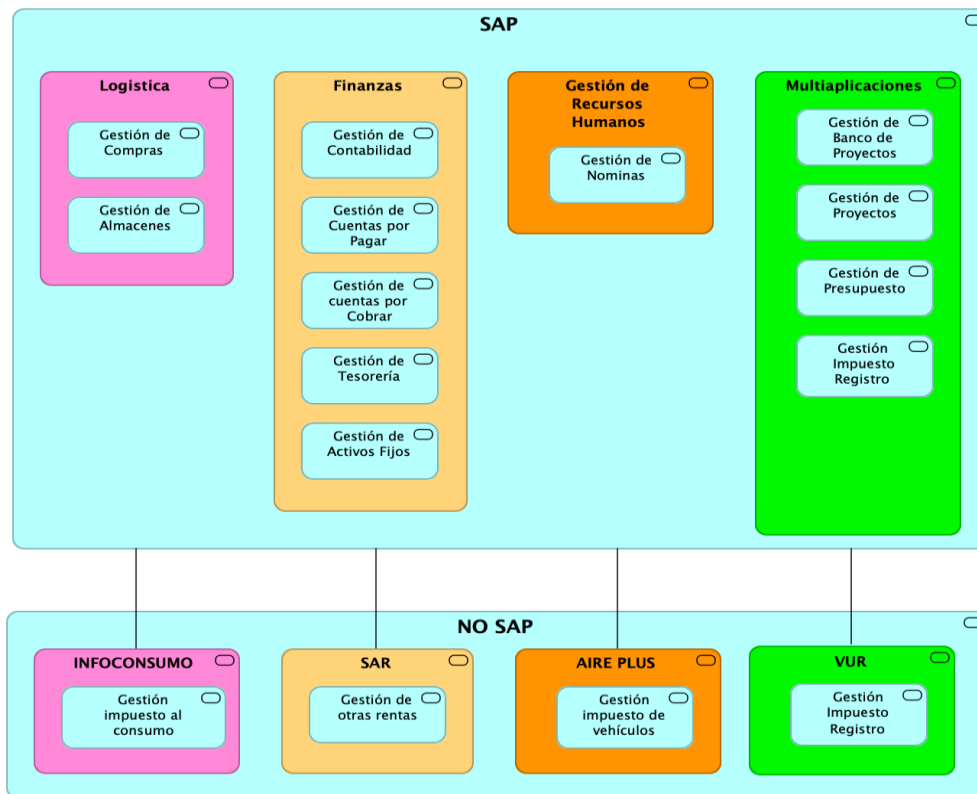 SAP
Logistica
Gestión de
Compras
Gestión de
Almacenes
Finanzas
Gestión de
Contabilidad
Gestión de
Cuentas por
Pagar
Gestión de
cuentas por
Cobrar
Gestión de
Tesorería
Gestión de
Activos Fijos
Gestión de
Recursos
Humanos
Gestión de
Nominas
Multiaplicaciones
Gestión de
Banco de
Proyectos
Gestión de
Proyectos
Gestión de
Presupuesto
Gestión
Impuesto
Registro
NO SAP
INFOCONSUMO
Gestión
impuesto al
consumo
SAR
Gestión de
otras rentas
AIRE PLUS
Gestión
impuesto de
vehículos
VUR
Gestión
Impuesto
Registro